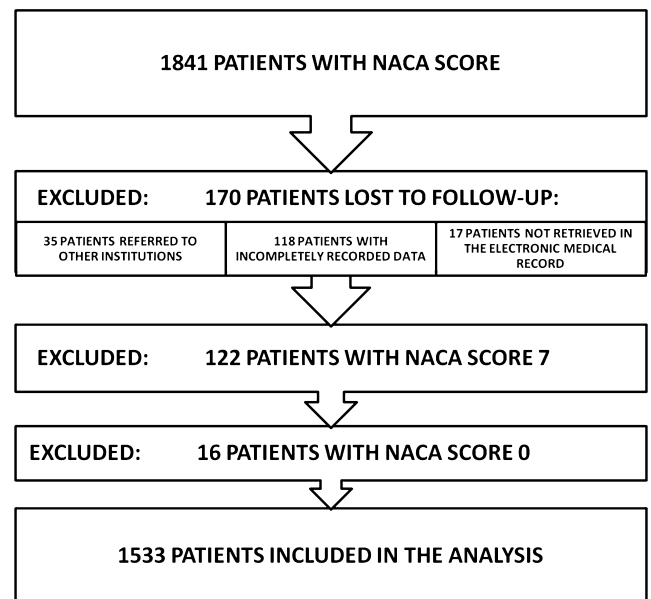 1841 PATIENTS WITH NACA SCORE
EXCLUDED: 170 PATIENTS LOST TO FOLLOW-UP:
35 PATIENTS REFERRED TO
OTHER INSTITUTIONS
118 PATIENTS WITH
INCOMPLETELY RECORDED DATA
17 PATIENTS NOT RETRIEVED IN
THE ELECTRONIC MEDICAL
RECORD
EXCLUDED: 122 PATIENTS WITH NACA SCORE 7
EXCLUDED: 16 PATIENTS WITH NACA SCORE 0
1533 PATIENTS INCLUDED IN THE ANALYSIS